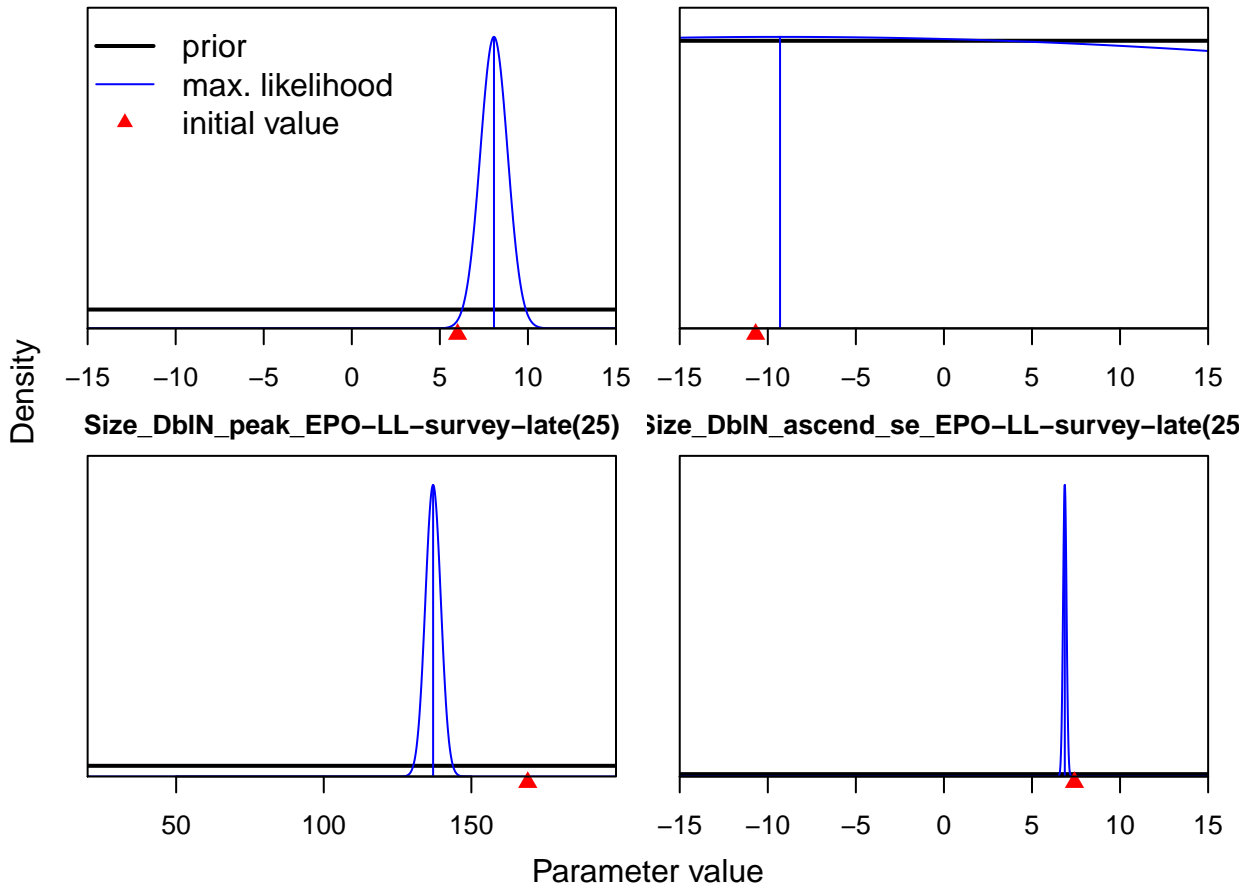 prior
max. likelihood
initial value
−15 −10 −5 0 5 10 15
−15 −10 −5 0 5 10 15
Density
Size_DblN_peak_EPO−LL−survey−late(25)
Size_DblN_ascend_se_EPO−LL−survey−late(25
50 100 150
−15 −10 −5 0 5 10 15
Parameter value